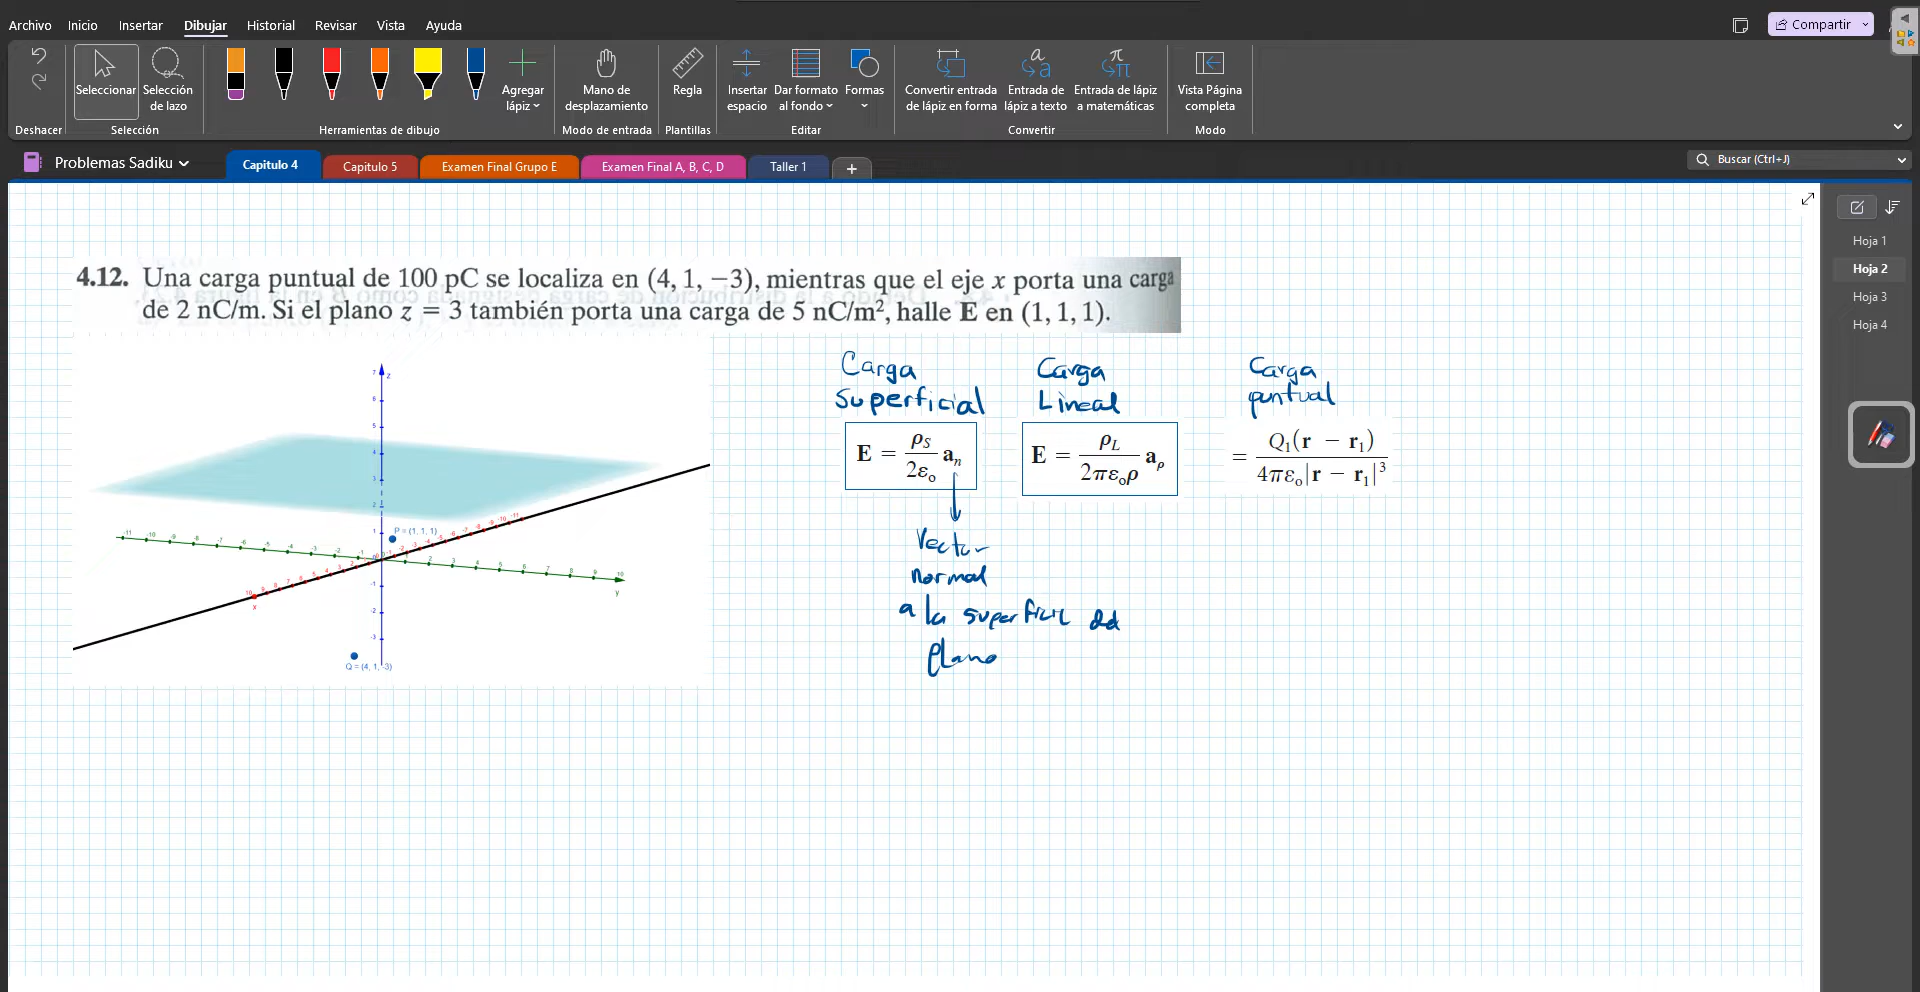 Archivo Inicio Insertar Dibujar Historial Revisar Vista Ayuda
Compartir
Seleccionar
Selección de lazo
Agregar lápiz
Mano de desplazamiento
Regla
Insertar espacio
Dar formato al fondo
Formas
Convertir entrada de lápiz en forma
Entrada de lápiz a texto
Entrada de lápiz a matemáticas
Vista Página completa
Deshacer Selección Herramientas de dibujo Modo de entrada Plantillas Editar Convertir Modo
Problemas Sadiku Capitulo 4 Capitulo 5 Examen Final Grupo E Examen Final A, B, C, D Taller 1 +
Buscar (Ctrl+J)
Hoja 1
Hoja 2
Hoja 3
Hoja 4
4.12. Una carga puntual de 100 pC se localiza en (4, 1, −3), mientras que el eje x porta una carga
de 2 nC/m. Si el plano z = 3 también porta una carga de 5 nC/m², halle E en (1, 1, 1).
Carga
Superficial
E = ρS / 2εo an
Vector
normal
a la superficie del
plano
Carga
Lineal
E = ρL / 2πεoρ aρ
Carga
puntual
= Q1(r − r1) / 4πεo|r − r1|³
z
P = (1, 1, 1)
y
x
Q = (4, 1, -3)